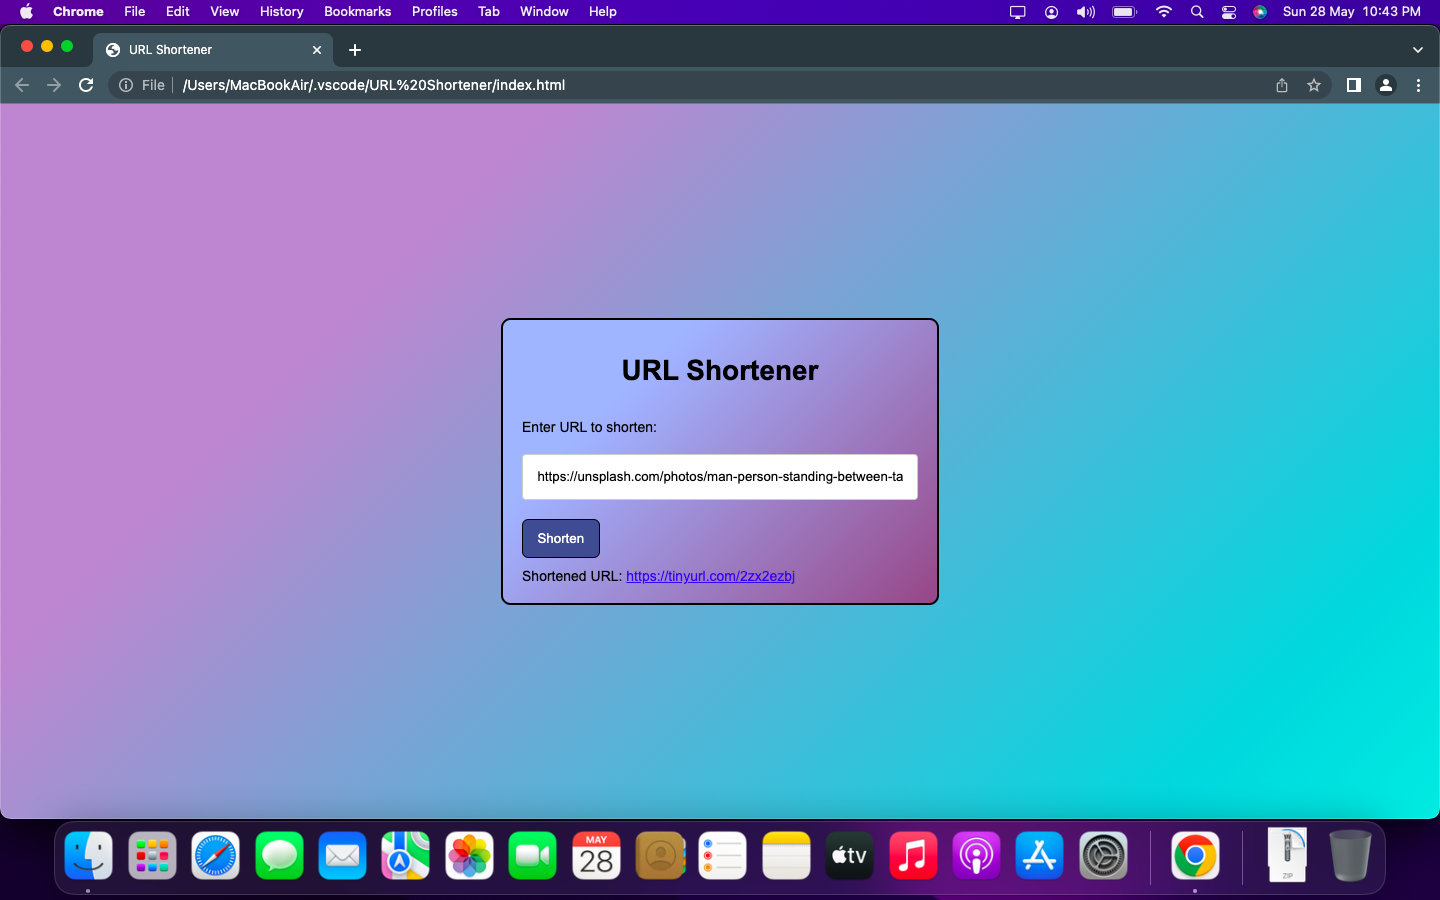 Chrome File Edit View History Bookmarks Profiles Tab Window Help Sun 28 May 10:43 PM
URL Shortener
File /Users/MacBookAir/.vscode/URL%20Shortener/index.html
URL Shortener
Enter URL to shorten:
https://unsplash.com/photos/man-person-standing-between-ta
Shorten
Shortened URL: https://tinyurl.com/2zx2ezbj
MAY
28
tv
ZIP